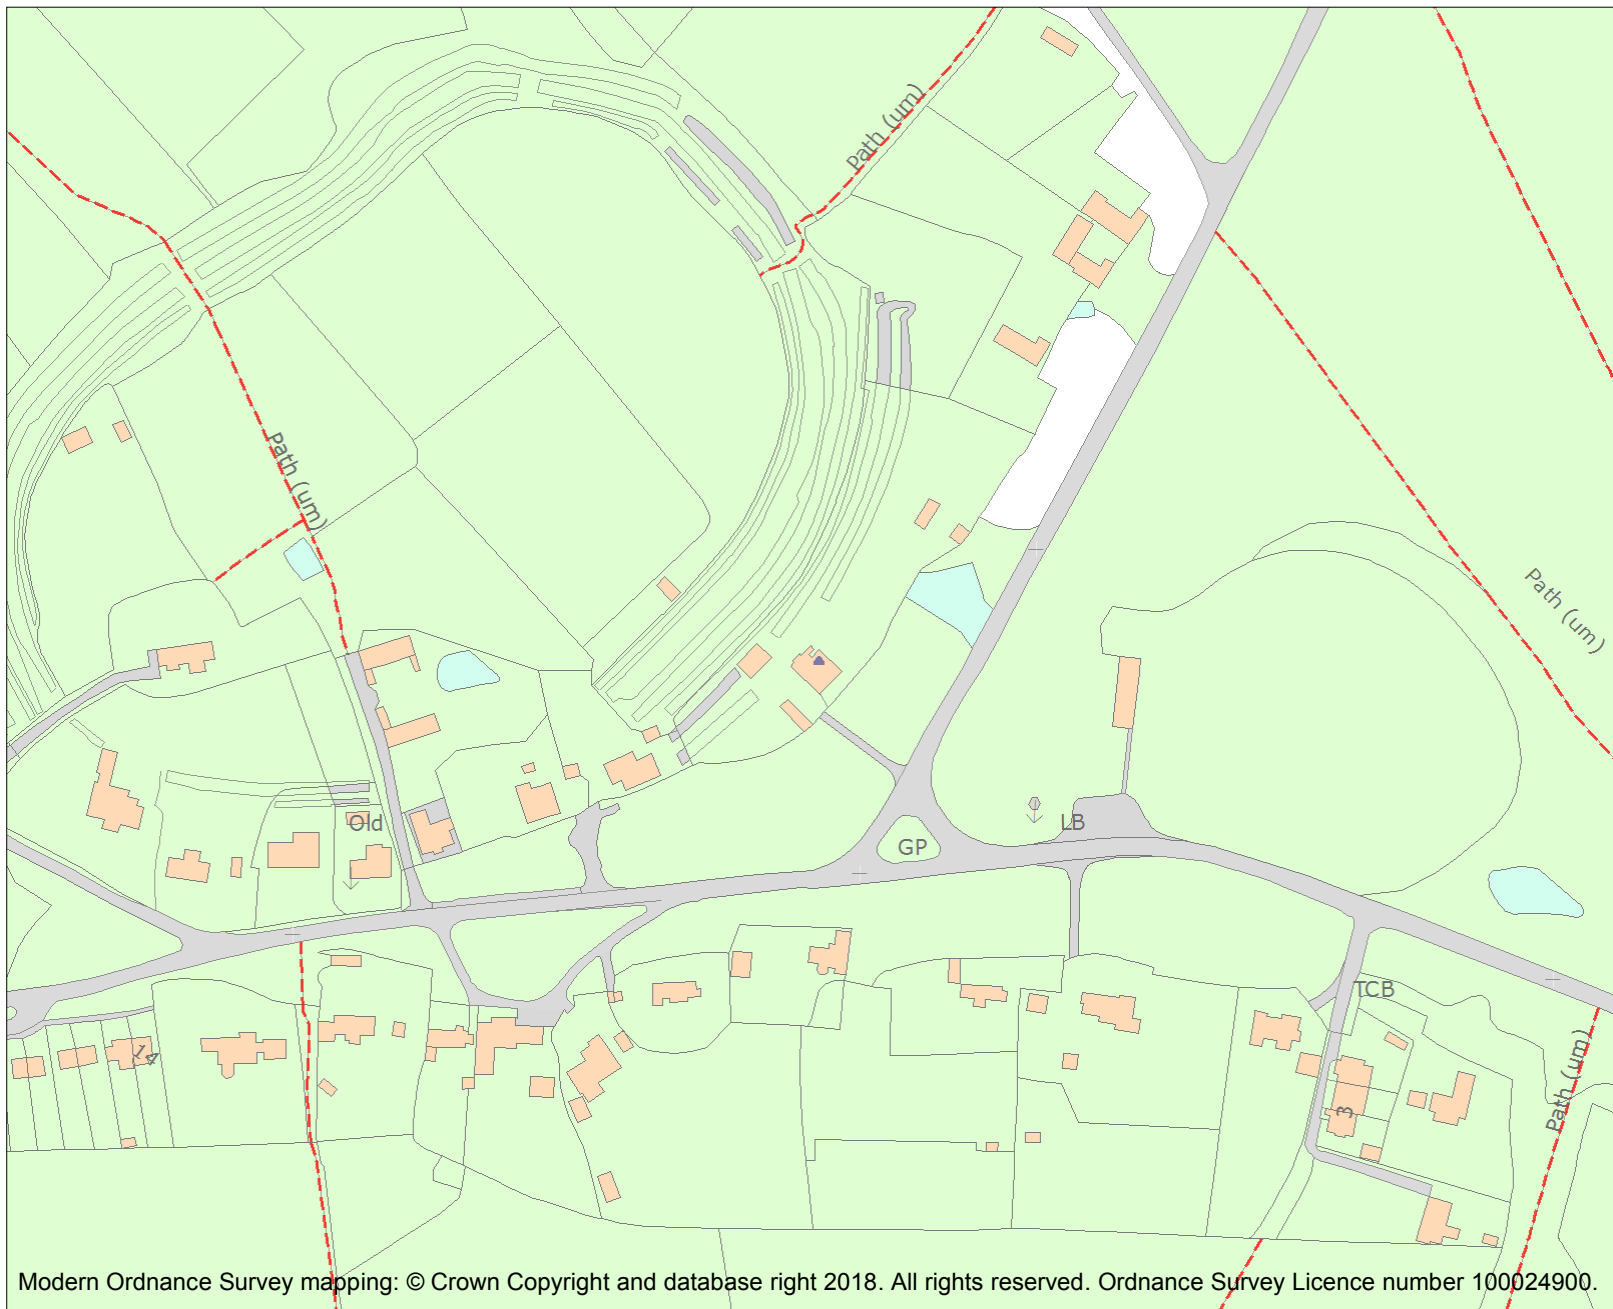 Path (um)
Path (um)
Path (um)
Old
LB
GP
TCB
14
3
Path (um)
Modern Ordnance Survey mapping: © Crown Copyright and database right 2018. All rights reserved. Ordnance Survey Licence number 100024900.